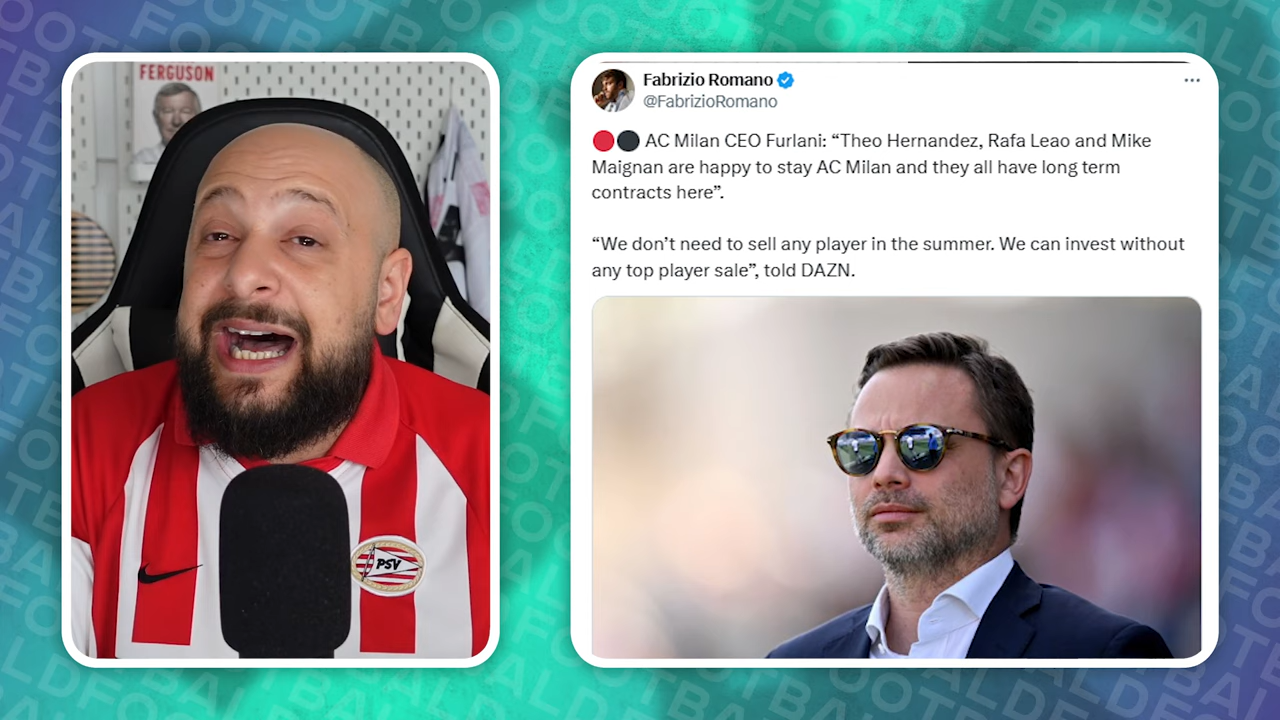 FERGUSON
PSV
Fabrizio Romano
@FabrizioRomano
AC Milan CEO Furlani: “Theo Hernandez, Rafa Leao and Mike
Maignan are happy to stay AC Milan and they all have long term
contracts here”.
“We don’t need to sell any player in the summer. We can invest without
any top player sale”, told DAZN.